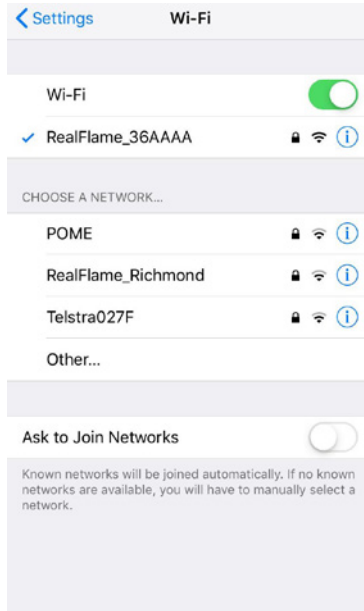 Settings Wi-Fi
Wi-Fi
RealFlame_36AAAA
CHOOSE A NETWORK...
POME
RealFlame_Richmond
Telstra027F
Other...
Ask to Join Networks
Known networks will be joined automatically. If no known
networks are available, you will have to manually select a
network.